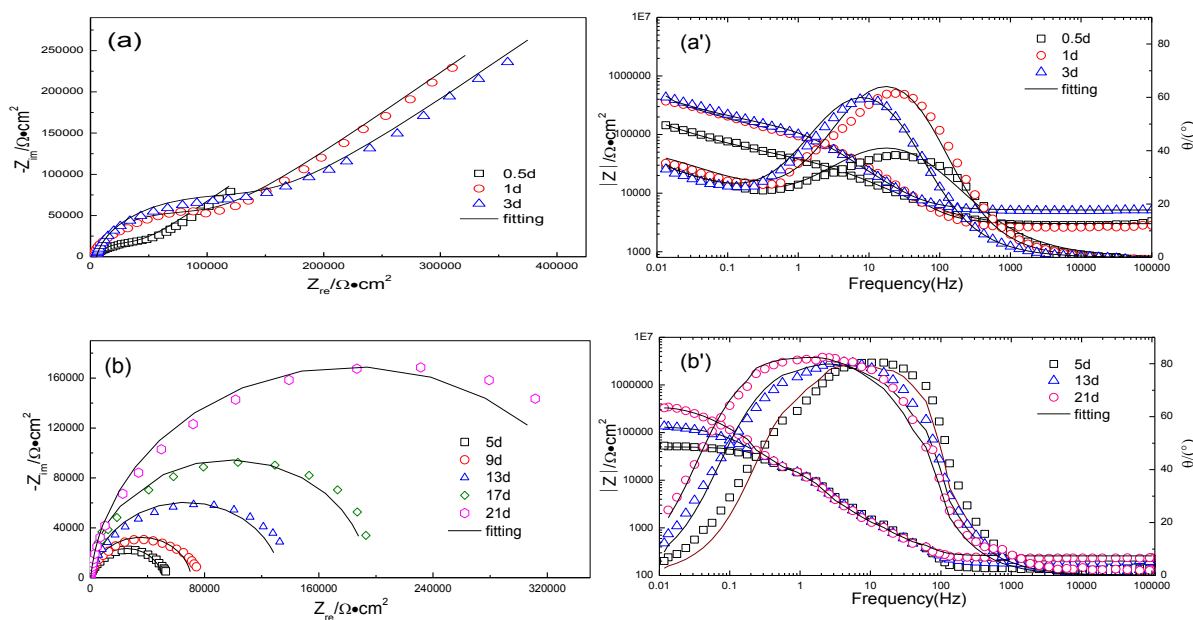 (a)
-Z_im/Ω•cm²
250000
200000
150000
100000
50000
0
0
100000
200000
300000
400000
Z_re/Ω•cm²
0.5d
1d
3d
fitting
(a')
|Z|/Ω•cm²
1E7
1000000
100000
10000
1000
0.01
0.1
1
10
100
1000
10000
100000
Frequency(Hz)
80
60
40
20
0
(θ)/(°)
0.5d
1d
3d
fitting
(b)
-Z_im/Ω•cm²
160000
120000
80000
40000
0
0
80000
160000
240000
320000
Z_re/Ω•cm²
5d
9d
13d
17d
21d
fitting
(b')
|Z|/Ω•cm²
1E7
1000000
100000
10000
1000
100
0.01
0.1
1
10
100
1000
10000
100000
Frequency(Hz)
80
60
40
20
0
(θ)/(°)
5d
13d
21d
fitting